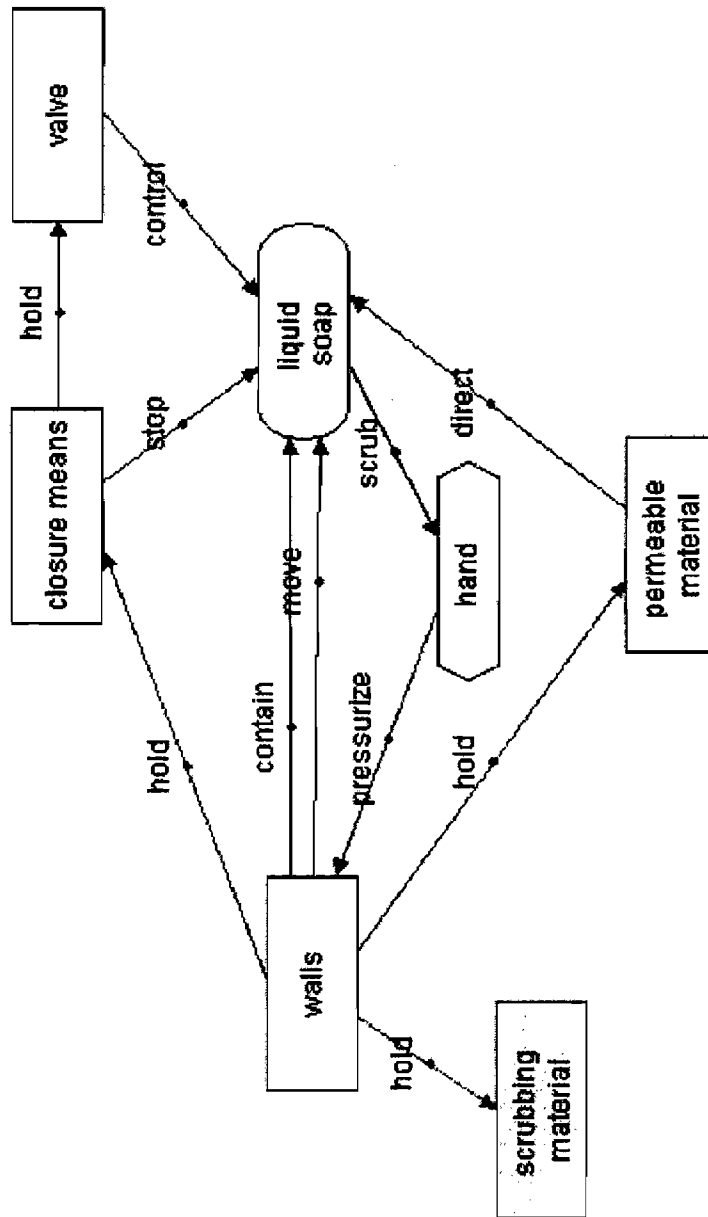 scrubbing
material
hold
walls
hold
contain
move
pressurize
hold
hand
scrub
permeable
material
direct
closure means
stop
liquid
soap
hold
control
valve